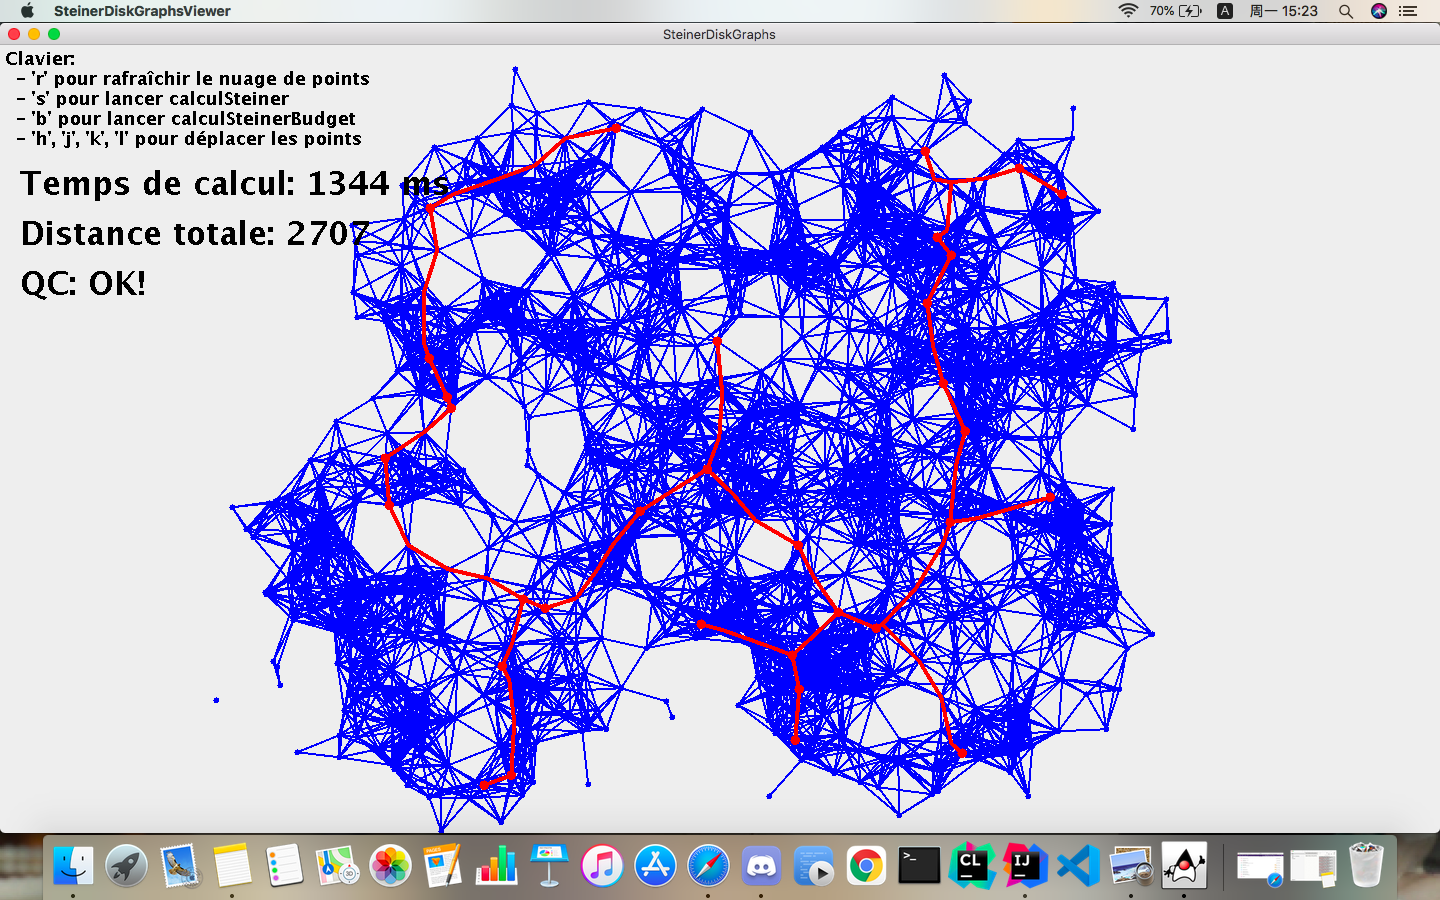 SteinerDiskGraphsViewer
70%
A
周一 15:23
SteinerDiskGraphs
Clavier:
- 'r' pour rafraîchir le nuage de points
- 's' pour lancer calculSteiner
- 'b' pour lancer calculSteinerBudget
- 'h', 'j', 'k', 'l' pour déplacer les points
Temps de calcul: 1344 ms
Distance totale: 2707
QC: OK!
3D
>_
CL
IJ